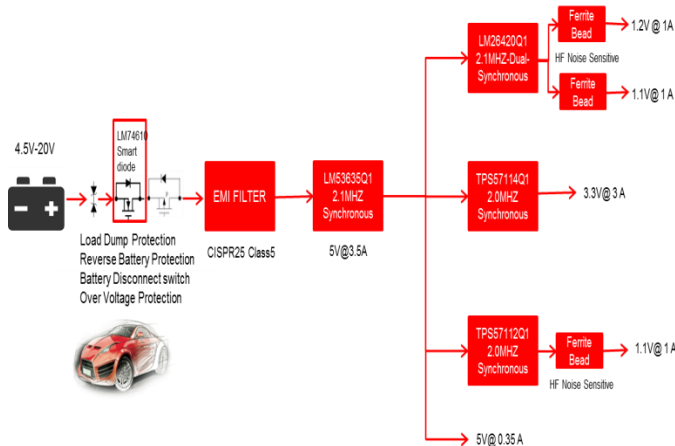 4.5V-20V
LM74610
Smart
diode
Load Dump Protection
Reverse Battery Protection
Battery Disconnect switch
Over Voltage Protection
EMI FILTER
CISPR25 Class5
LM53635Q1
2.1MHZ
Synchronous
5V@3.5A
LM26420Q1
2.1MHZ-Dual-
Synchronous
Ferrite
Bead
1.2V @ 1A
HF Noise Sensitive
Ferrite
Bead
1.1V@ 1 A
TPS57114Q1
2.0MHZ
Synchronous
3.3V@ 3 A
TPS57112Q1
2.0MHZ
Synchronous
Ferrite
Bead
1.1V@ 1 A
HF Noise Sensitive
5V@ 0.35 A